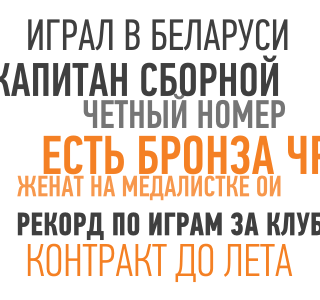 ИГРАЛ В БЕЛАРУСИ
КАПИТАН СБОРНОЙ
ЧЕТНЫЙ НОМЕР
ЕСТЬ БРОНЗА ЧР
ЖЕНАТ НА МЕДАЛИСТКЕ ОИ
РЕКОРД ПО ИГРАМ ЗА КЛУБ
КОНТРАКТ ДО ЛЕТА